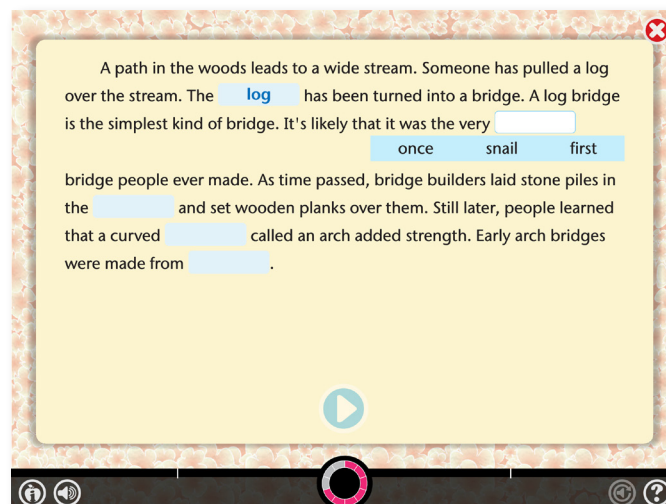 A path in the woods leads to a wide stream. Someone has pulled a log
over the stream. The log has been turned into a bridge. A log bridge
is the simplest kind of bridge. It's likely that it was the very
once snail first
bridge people ever made. As time passed, bridge builders laid stone piles in
the and set wooden planks over them. Still later, people learned
that a curved called an arch added strength. Early arch bridges
were made from .